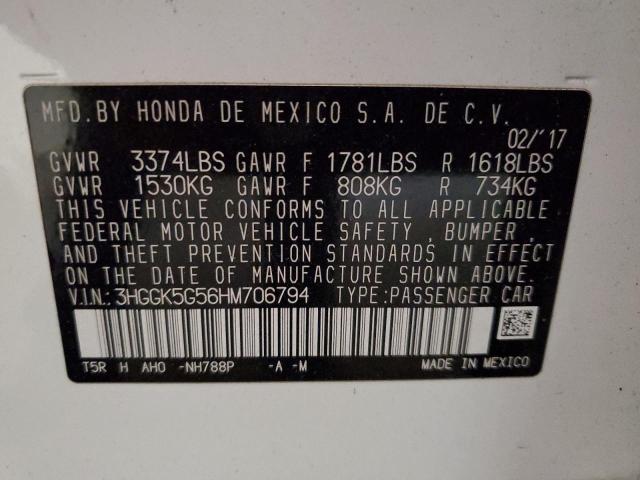 MFD.BY HONDA DE MEXICO S.A. DE C.V.
02/'17
GVWR 3374LBS GAWR F 1781LBS R 1618LBS
GVWR 1530KG GAWR F 808KG R 734KG
THIS VEHICLE CONFORMS TO ALL APPLICABLE
FEDERAL MOTOR VEHICLE SAFETY , BUMPER ,
AND THEFT PREVENTION STANDARDS IN EFFECT
ON THE DATE OF MANUFACTURE SHOWN ABOVE.
V.I.N.: 3HGGK5G56HM706794 TYPE:PASSENGER CAR
T5R H AHO -NH788P -A -M MADE IN MEXICO